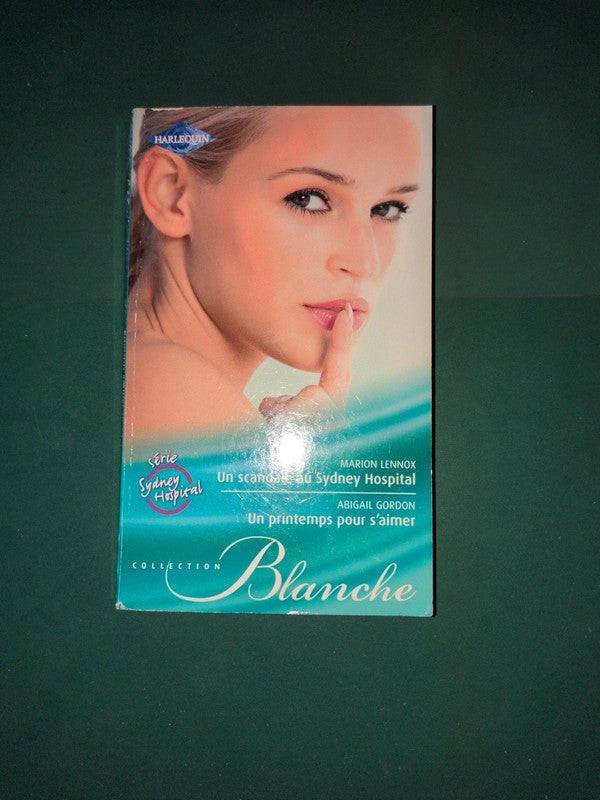 HARLEQUIN
MARION LENNOX
Un scandale au Sydney Hospital
ABIGAIL GORDON
Un printemps pour s'aimer
Série
Sydney
Hospital
COLLECTION
Blanche